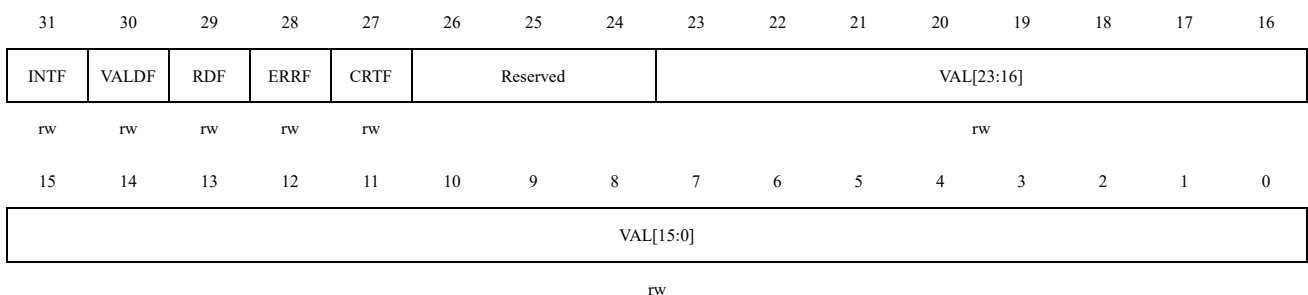 31 30 29 28 27 26 25 24 23 22 21 20 19 18 17 16
INTF VALDF RDF ERRF CRTF Reserved VAL[23:16]
rw rw rw rw rw rw
15 14 13 12 11 10 9 8 7 6 5 4 3 2 1 0
VAL[15:0]
rw